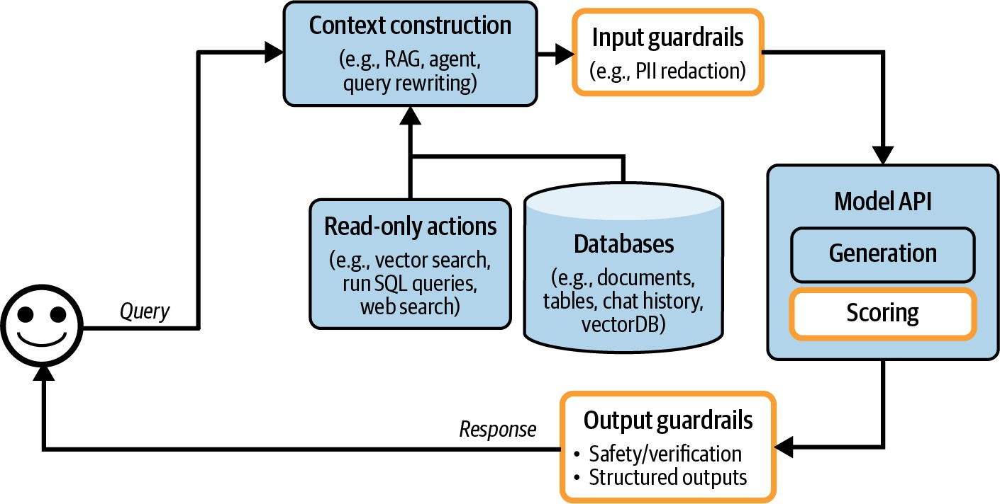 Context construction
(e.g., RAG, agent,
query rewriting)
Input guardrails
(e.g., PII redaction)
Read-only actions
(e.g., vector search,
run SQL queries,
web search)
Databases
(e.g., documents,
tables, chat history,
vectorDB)
Model API
Generation
Scoring
Query
Output guardrails
• Safety/verification
• Structured outputs
Response